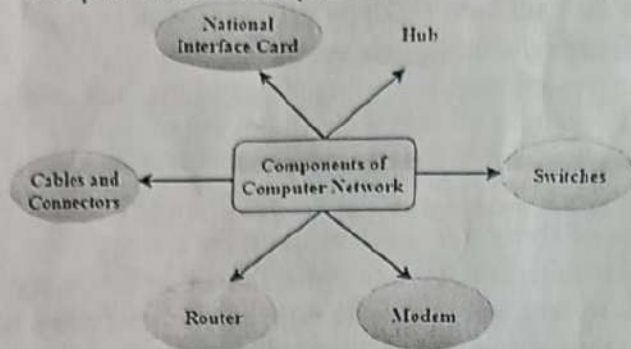 National
Interface Card
Hub
Components of
Computer Network
Cables and
Connectors
Switches
Router
Modem